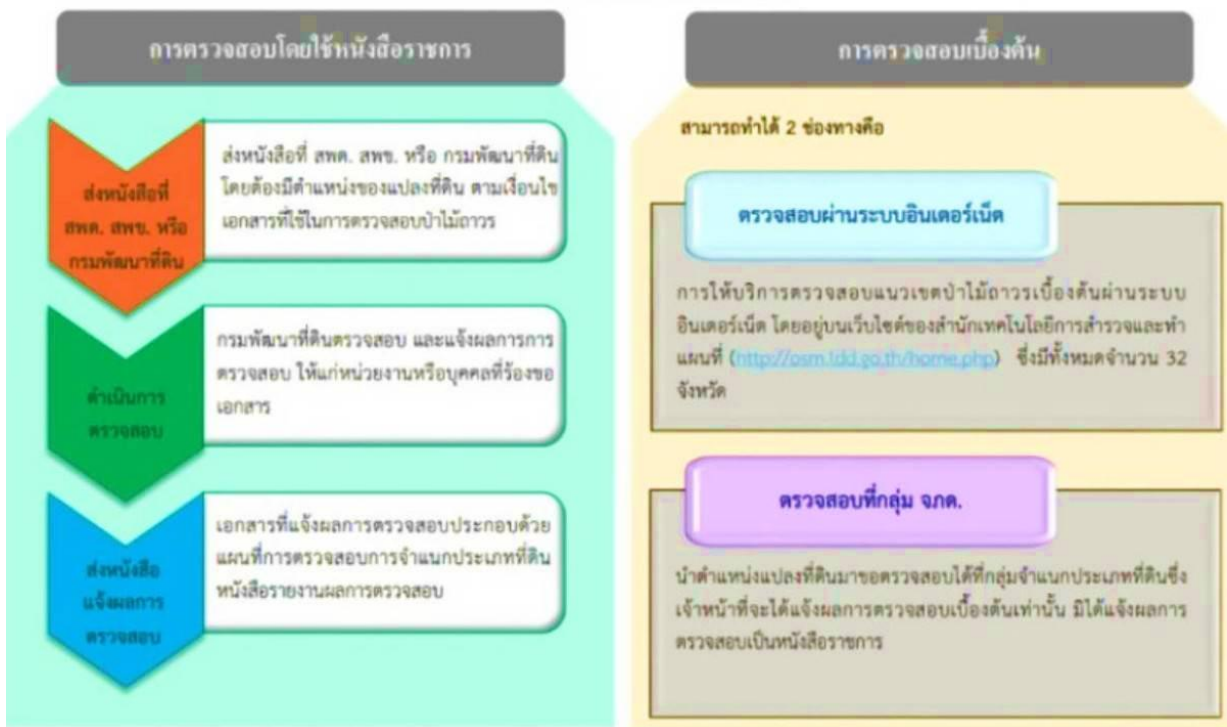 การตรวจสอบโดยใช้หนังสือราชการ
ส่งหนังสือที่
สพด. สพข. หรือ
กรมพัฒนาที่ดิน
ส่งหนังสือที่ สพด. สพข. หรือ กรมพัฒนาที่ดิน
โดยต้องมีตำแหน่งของแปลงที่ดิน ตามเงื่อนไข
เอกสารที่ใช้ในการตรวจสอบป่าไม้ถาวร
ดำเนินการ
ตรวจสอบ
กรมพัฒนาที่ดินตรวจสอบ และแจ้งผลการการ
ตรวจสอบ ให้แก่หน่วยงานหรือบุคคลที่ร้องขอ
เอกสาร
ส่งหนังสือ
แจ้งผลการ
ตรวจสอบ
เอกสารที่แจ้งผลการตรวจสอบประกอบด้วย
แผนที่การตรวจสอบการจำแนกประเภทที่ดิน
หนังสือรายงานผลการตรวจสอบ
การตรวจสอบเบื้องต้น
สามารถทำได้ 2 ช่องทางคือ
ตรวจสอบผ่านระบบอินเตอร์เน็ต
การให้บริการตรวจสอบแนวเขตป่าไม้ถาวรเบื้องต้นผ่านระบบ
อินเตอร์เน็ต โดยอยู่บนเว็บไซต์ของสำนักเทคโนโลยีการสำรวจและทำ
แผนที่ (http://osm.ldd.go.th/home.php) ซึ่งมีทั้งหมดจำนวน 32
จังหวัด
ตรวจสอบที่กลุ่ม จภด.
นำตำแหน่งแปลงที่ดินมาขอตรวจสอบได้ที่กลุ่มจำแนกประเภทที่ดินซึ่ง
เจ้าหน้าที่จะได้แจ้งผลการตรวจสอบเบื้องต้นเท่านั้น มิได้แจ้งผลการ
ตรวจสอบเป็นหนังสือราชการ